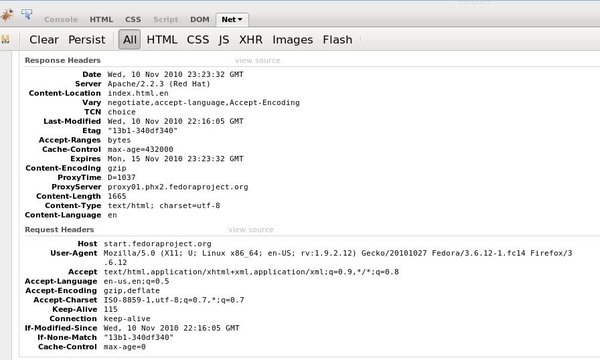 Console HTML CSS Script DOM Net
Clear Persist All HTML CSS JS XHR Images Flash
Response Headers view source
Date Wed, 10 Nov 2010 23:23:32 GMT
Server Apache/2.2.3 (Red Hat)
Content-Location index.html.en
Vary negotiate,accept-language,Accept-Encoding
TCN choice
Last-Modified Wed, 10 Nov 2010 22:16:05 GMT
Etag "13b1-340df340"
Accept-Ranges bytes
Cache-Control max-age=432000
Expires Mon, 15 Nov 2010 23:23:32 GMT
Content-Encoding gzip
ProxyTime D=1037
ProxyServer proxy01.phx2.fedoraproject.org
Content-Length 1665
Content-Type text/html; charset=utf-8
Content-Language en
Request Headers view source
Host start.fedoraproject.org
User-Agent Mozilla/5.0 (X11; U; Linux x86_64; en-US; rv:1.9.2.12) Gecko/20101027 Fedora/3.6.12-1.fc14 Firefox/3
.6.12
Accept text/html,application/xhtml+xml,application/xml;q=0.9,*/*;q=0.8
Accept-Language en-us,en;q=0.5
Accept-Encoding gzip,deflate
Accept-Charset ISO-8859-1,utf-8;q=0.7,*;q=0.7
Keep-Alive 115
Connection keep-alive
If-Modified-Since Wed, 10 Nov 2010 22:16:05 GMT
If-None-Match "13b1-340df340"
Cache-Control max-age=0